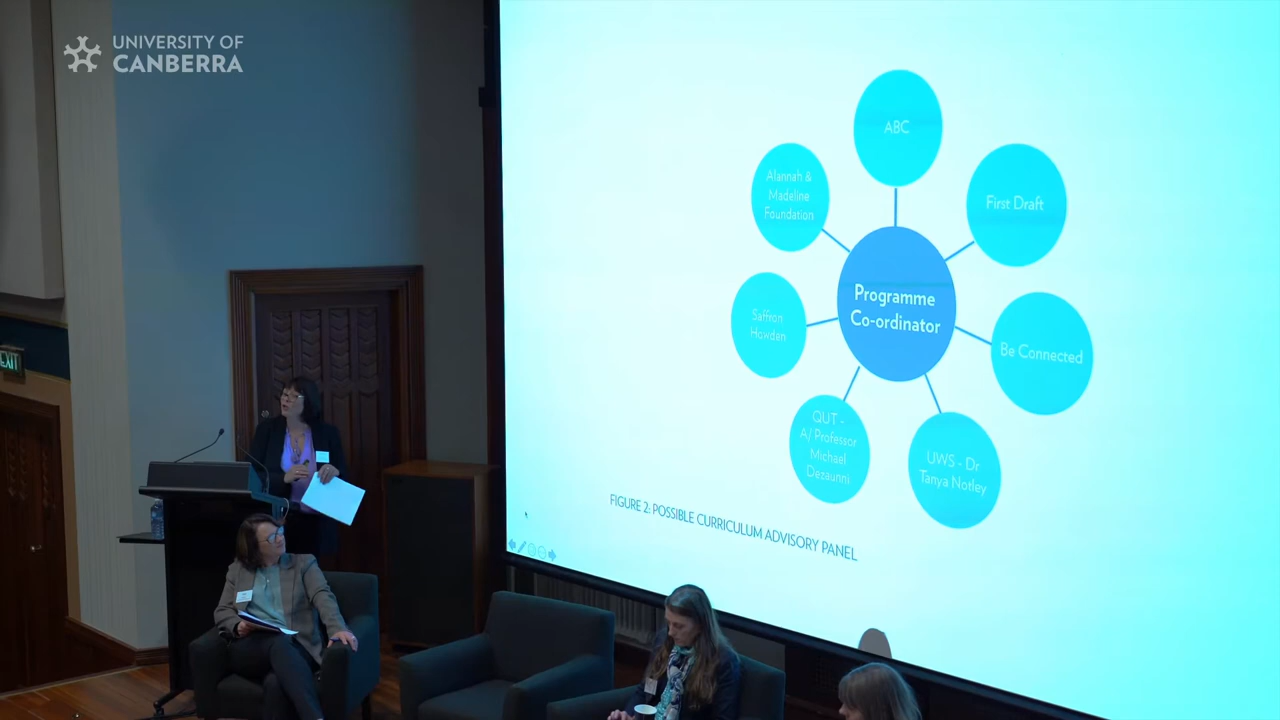 UNIVERSITY OF
CANBERRA
EXIT
ABC
Alannah &
Madeline
Foundation
First Draft
Programme
Co-ordinator
Saffron
Howden
Be Connected
QUT -
A/ Professor
Michael
Dezuanni
UWS - Dr
Tanya Notley
FIGURE 2: POSSIBLE CURRICULUM ADVISORY PANEL